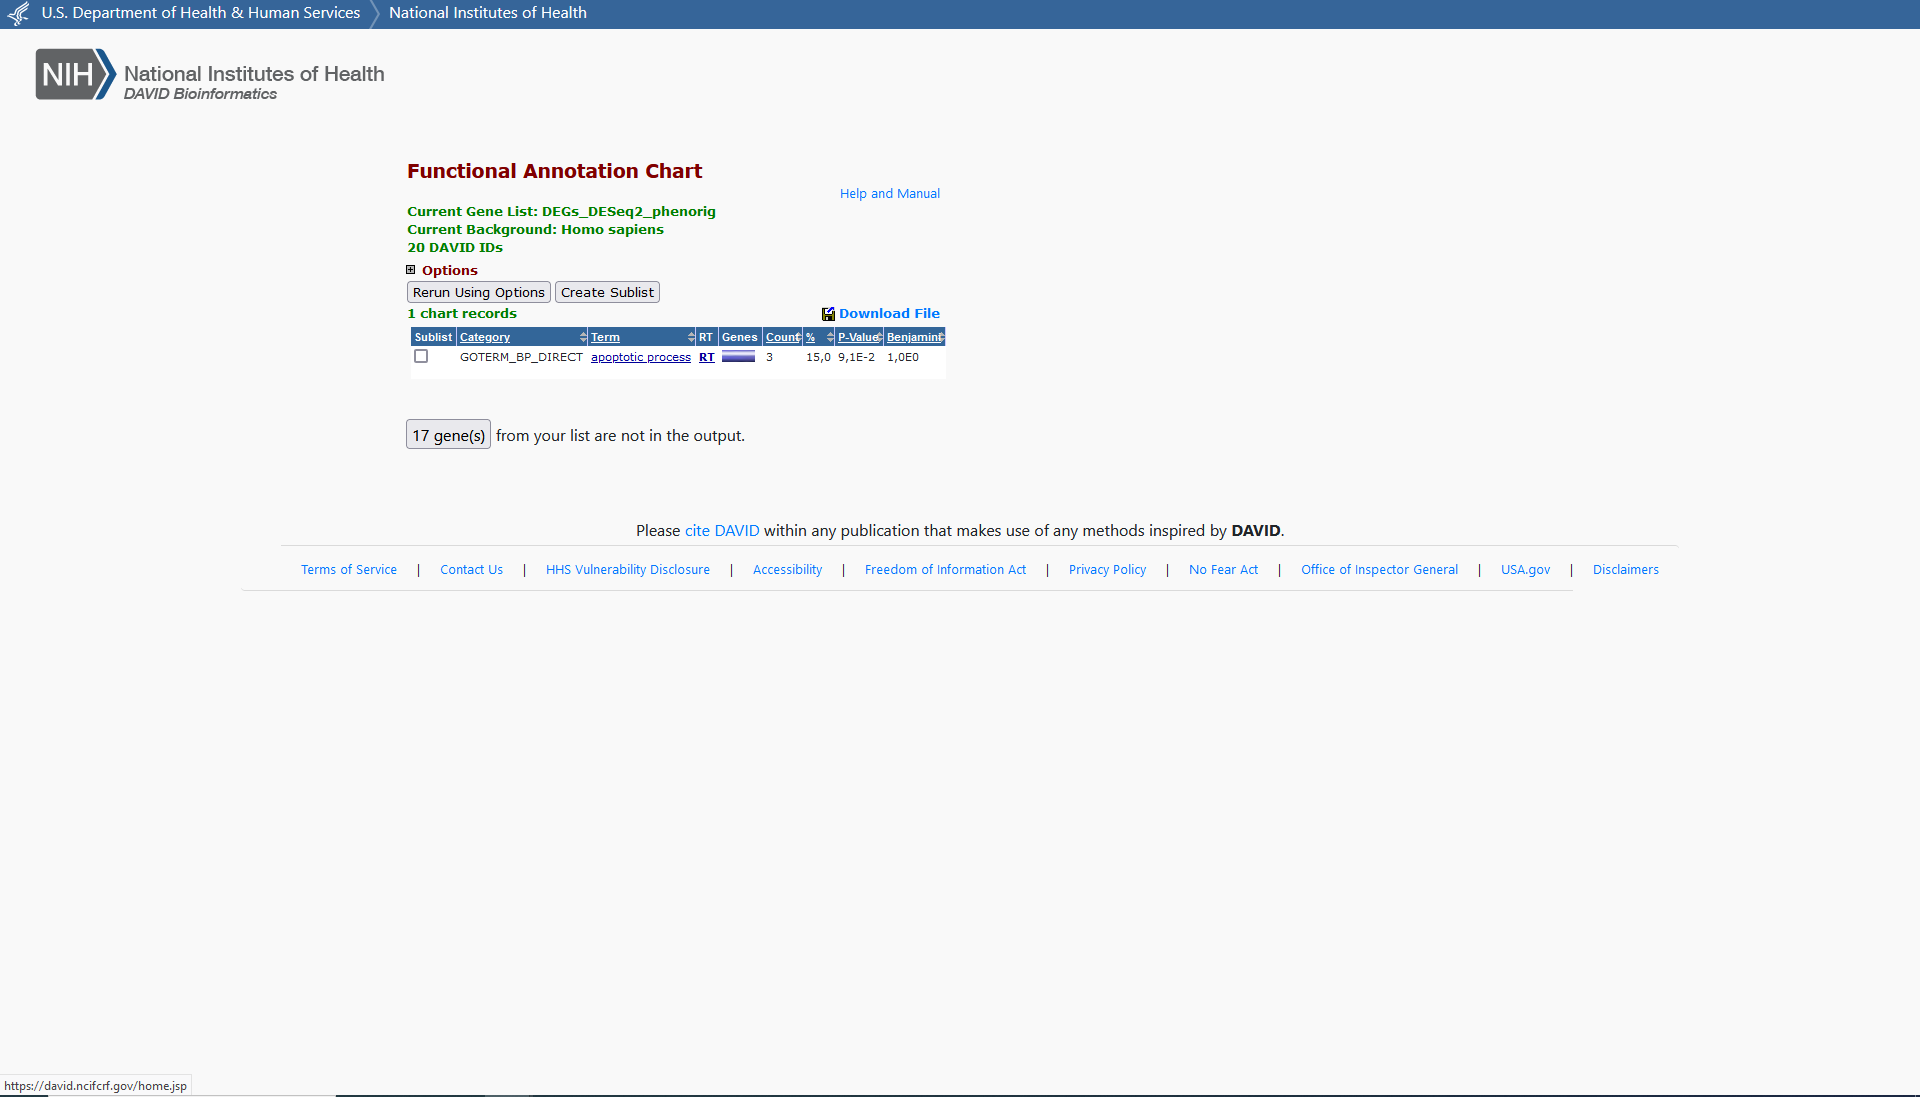 U.S. Department of Health & Human Services National Institutes of Health
NIH National Institutes of Health
DAVID Bioinformatics
Functional Annotation Chart
Help and Manual
Current Gene List: DEGs_DESeq2_phenorig
Current Background: Homo sapiens
20 DAVID IDs
Options
Rerun Using Options Create Sublist
1 chart records Download File
Sublist Category Term RT Genes Count % P-Value Benjamini
GOTERM_BP_DIRECT apoptotic process RT 3 15,0 9,1E-2 1,0E0
17 gene(s) from your list are not in the output.
Please cite DAVID within any publication that makes use of any methods inspired by DAVID.
Terms of Service | Contact Us | HHS Vulnerability Disclosure | Accessibility | Freedom of Information Act | Privacy Policy | No Fear Act | Office of Inspector General | USA.gov | Disclaimers
https://david.ncifcrf.gov/home.jsp